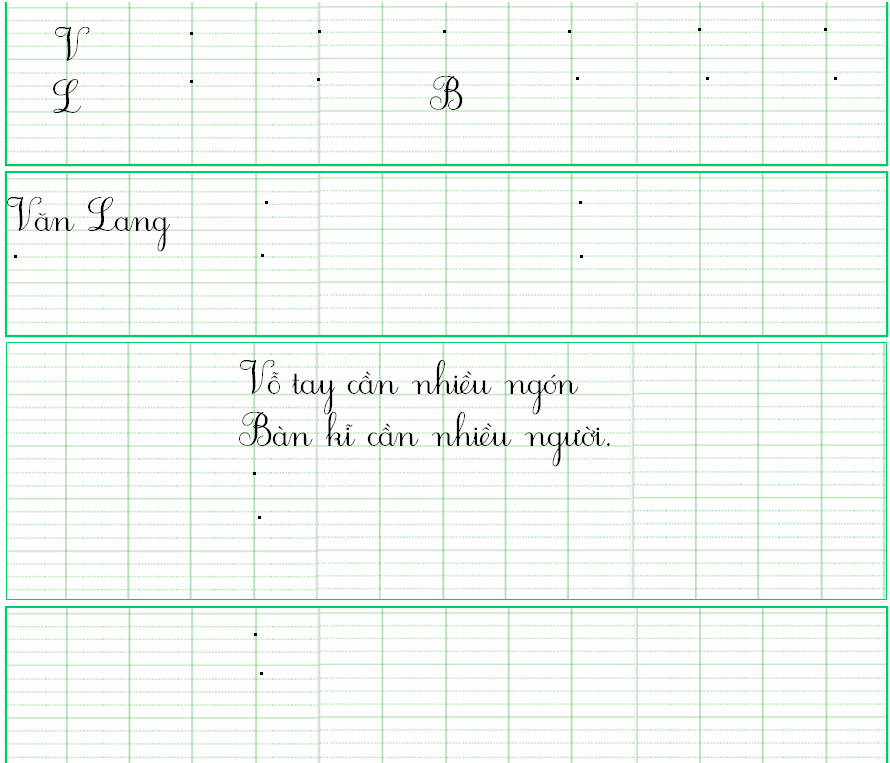 V
L B
Văn Lang
Vỗ tay cần nhiều ngón
Bàn kĩ cần nhiều người.